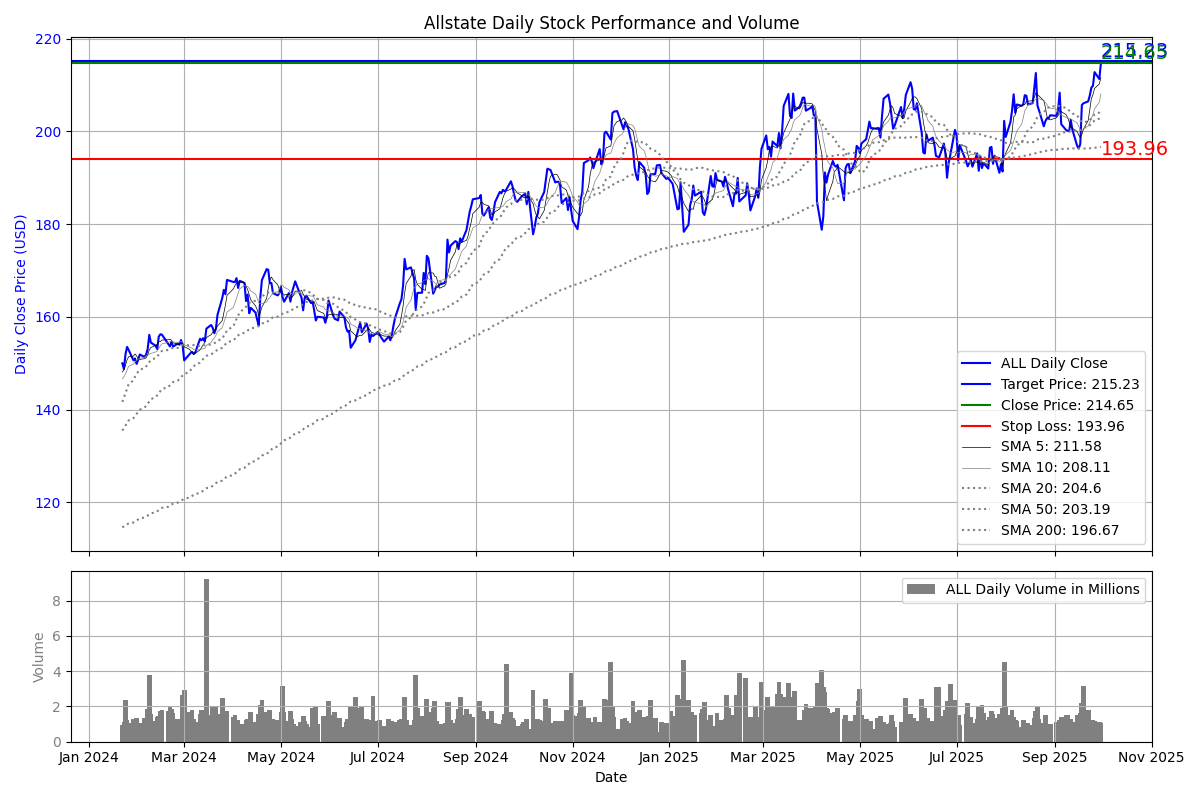 Allstate Daily Stock Performance and Volume
220
200
180
160
140
120
Daily Close Price (USD)
215.23
214.65
193.96
ALL Daily Close
Target Price: 215.23
Close Price: 214.65
Stop Loss: 193.96
SMA 5: 211.58
SMA 10: 208.11
SMA 20: 204.6
SMA 50: 203.19
SMA 200: 196.67
8
6
4
2
0
Volume
ALL Daily Volume in Millions
Jan 2024 Mar 2024 May 2024 Jul 2024 Sep 2024 Nov 2024 Jan 2025 Mar 2025 May 2025 Jul 2025 Sep 2025 Nov 2025
Date